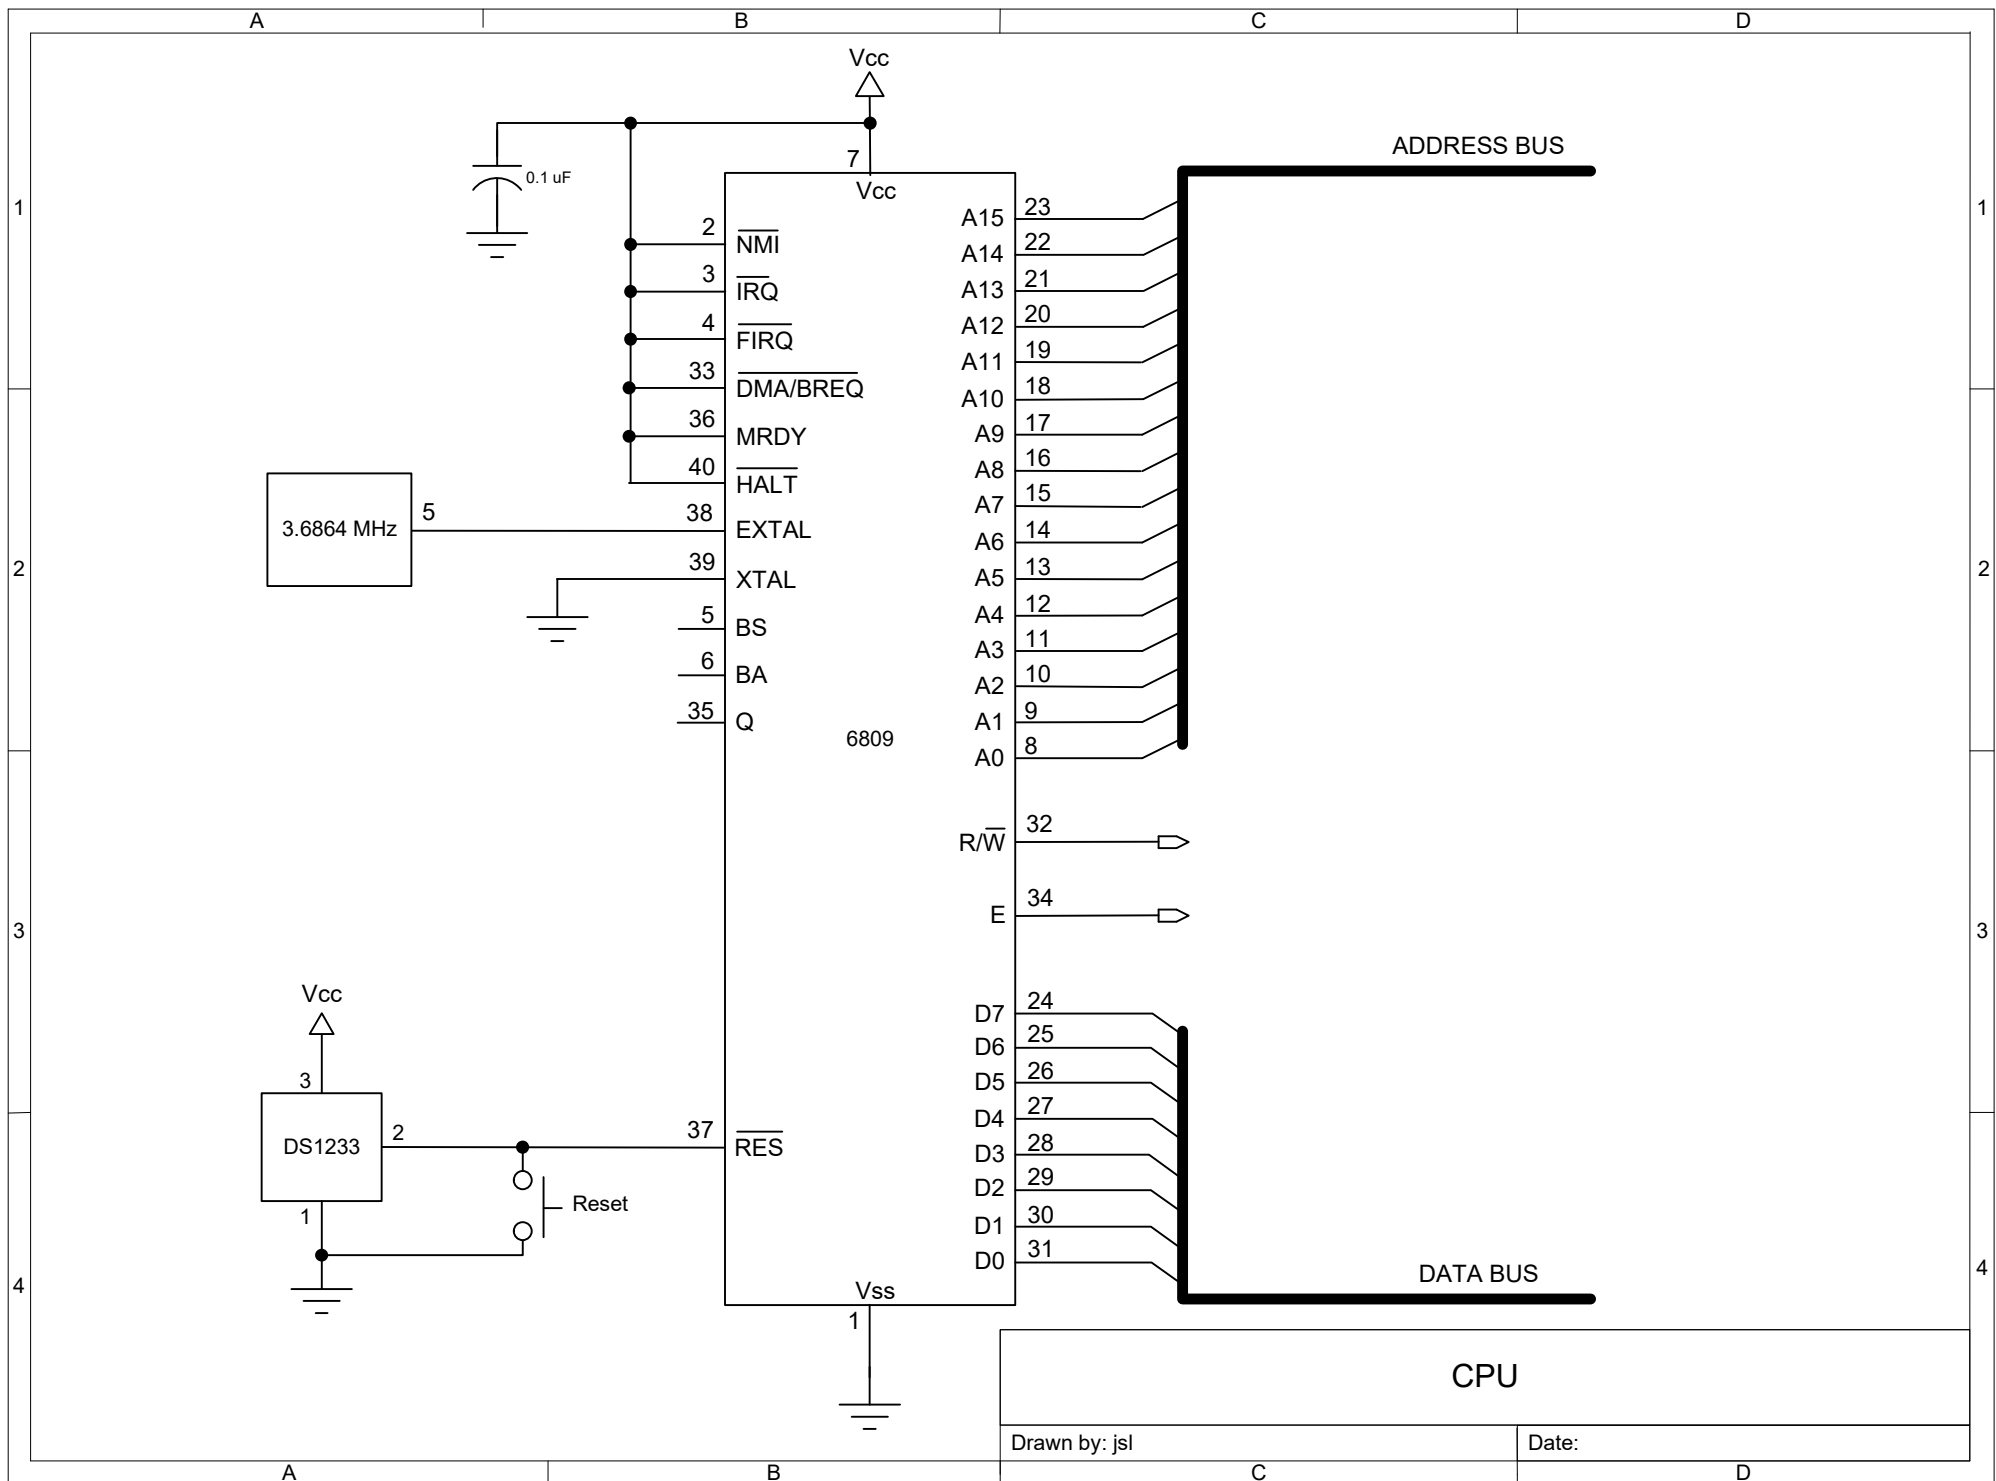 A B C D
Vcc
ADDRESS BUS
0.1 uF
7
Vcc
1
1
2 NMI
3 IRQ
4 FIRQ
33 DMA/BREQ
36 MRDY
40 HALT
3.6864 MHz 5
38 EXTAL
39 XTAL
5 BS
6 BA
35 Q
6809
A15 23
A14 22
A13 21
A12 20
A11 19
A10 18
A9 17
A8 16
A7 15
A6 14
A5 13
A4 12
A3 11
A2 10
A1 9
A0 8
2
2
R/W 32
E 34
3
3
Vcc
3
DS1233 2
1
37 RES
Reset
D7 24
D6 25
D5 26
D4 27
D3 28
D2 29
D1 30
D0 31
DATA BUS
4
4
Vss
1
CPU
Drawn by: jsl
Date:
A B C D